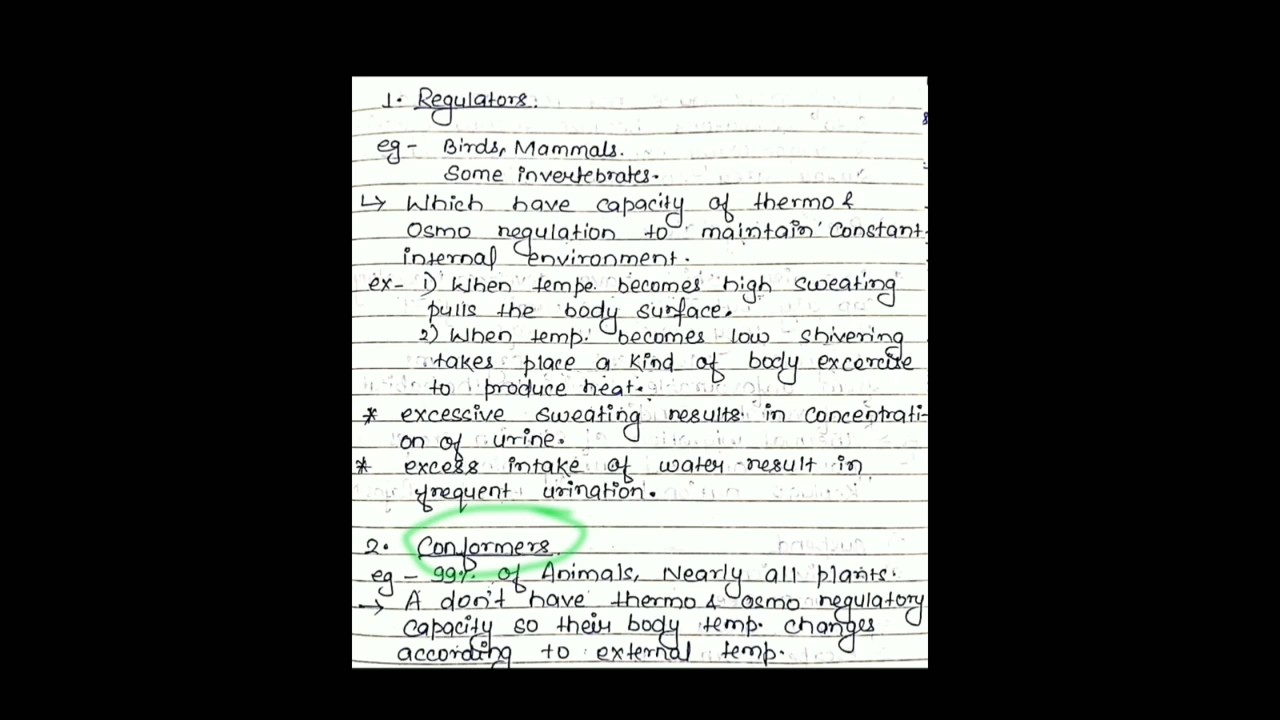 1. Regulators:
eg - Birds, Mammals.
Some invertebrates.
↳ Which have capacity of thermo &
Osmo regulation to maintain constant
internal environment.
ex- 1) When tempe. becomes high sweating
pulls the body surface.
2) When temp. becomes low shivering
takes place a kind of body excercise
to produce heat.
* excessive sweating results in concentrati-
on of urine.
* excess intake of water result in
frequent urination.
2. Conformers
eg - 99% of Animals, Nearly all plants.
→ A don't have thermo & osmo regulatory
capacity so their body temp. changes
according to external temp.